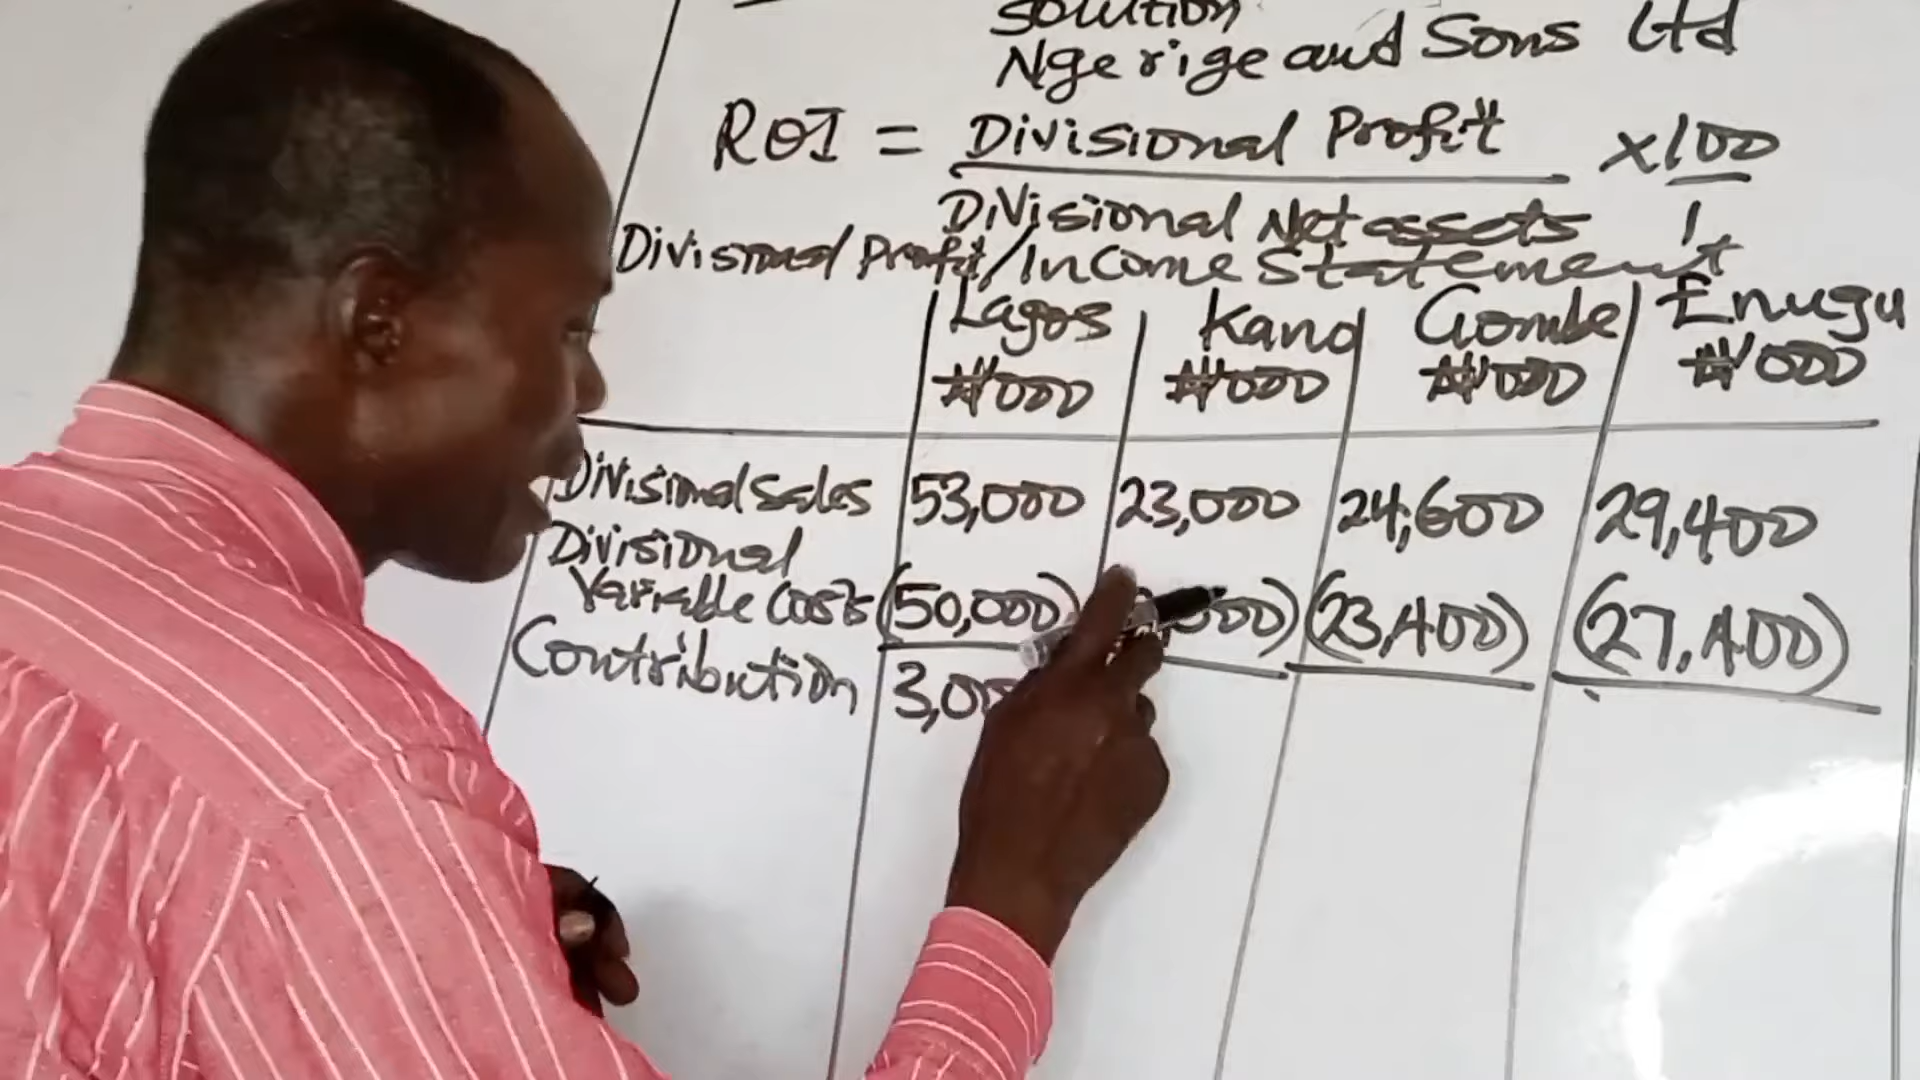 solution
Ngerige and Sons Ltd
ROI = Divisional Profit ×100
Divisional Net assets 1
Divisional Profit/Income Statement
Lagos Kano Gombe Enugu
₦'000 ₦'000 ₦'000 ₦'000
Divisional Sales 53,000 23,000 24,600 29,400
Divisional
Variable Costs (50,000) (23,400) (27,400)
Contribution